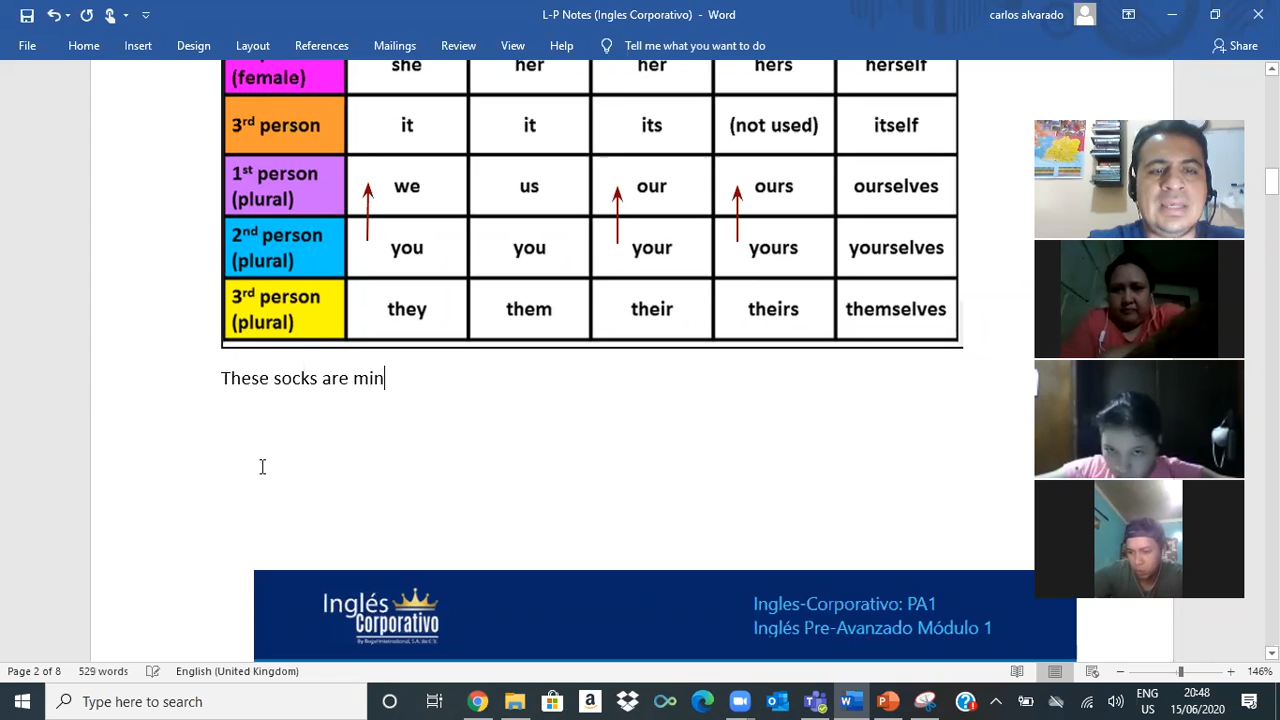 L-P Notes (Ingles Corporativo) - Word
carlos alvarado
File Home Insert Design Layout References Mailings Review View Help Tell me what you want to do Share
(female) she her her hers herself
3rd person it it its (not used) itself
1st person (plural) we us our ours ourselves
2nd person (plural) you you your yours yourselves
3rd person (plural) they them their theirs themselves
These socks are min
Inglés Corporativo
Ingles-Corporativo: PA1
Inglés Pre-Avanzado Módulo 1
Page 2 of 8 529 words English (United Kingdom) 146%
Type here to search
ENG US
20:48
15/06/2020